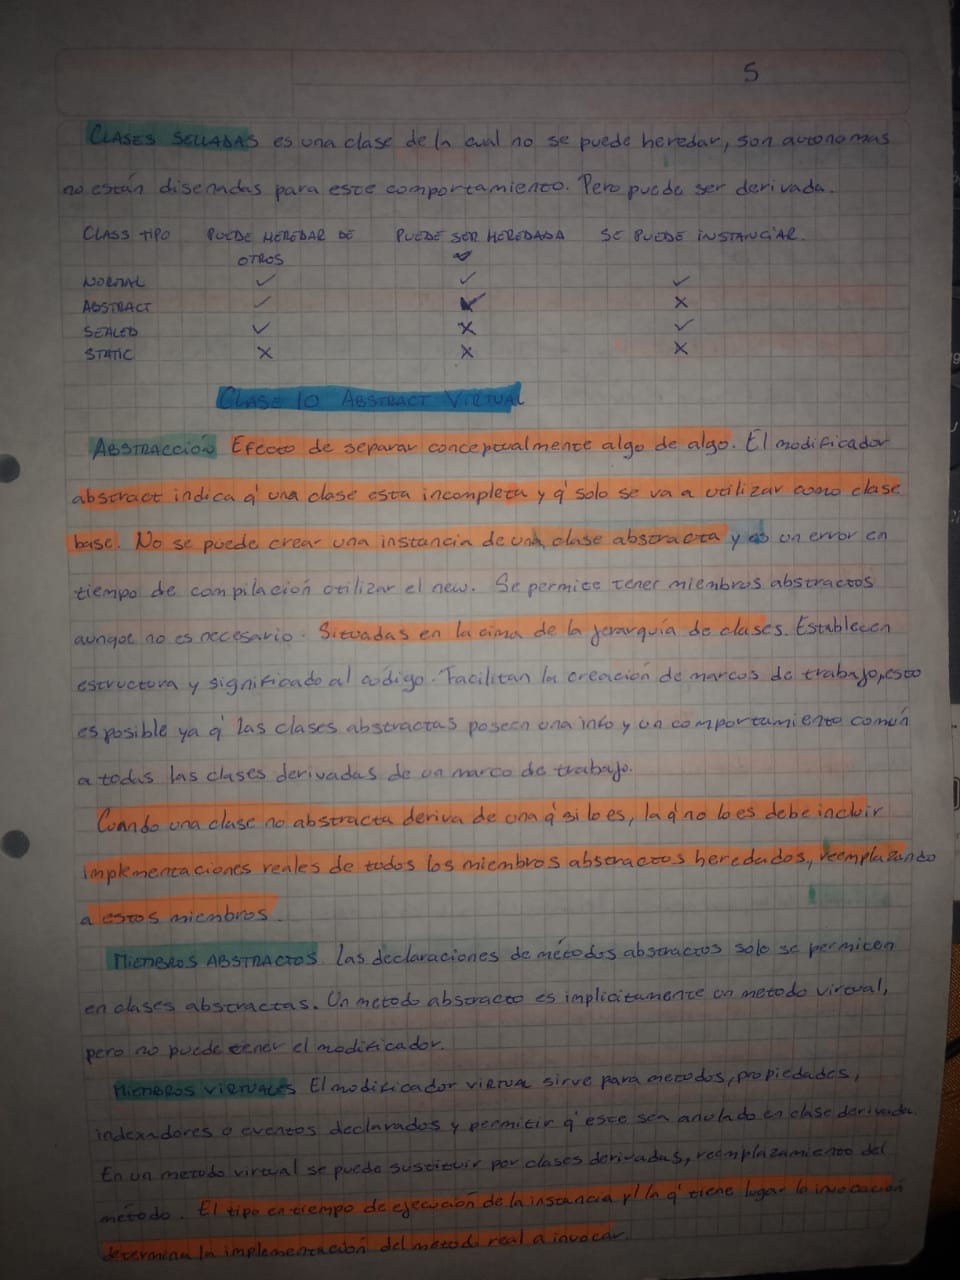 5
CLASES SELLADAS es una clase de la cual no se puede heredar, son autonomas
no están diseñadas para este comportamiento. Pero puede ser derivada.
CLASS TIPO PUEDE HEREDAR DE OTROS PUEDE SER HEREDADA SE PUEDE INSTANCIAR.
NORMAL ✓ ✓ ✓
ABSTRACT ✓ ✓ ✗
SEALED ✓ ✗ ✓
STATIC ✗ ✗ ✗
CLASE 10 ABSTRACT VIRTUAL
ABSTRACCIÓN Efecto de separar conceptualmente algo de algo. El modificador
abstract indica q' una clase esta incompleta y q' solo se va a utilizar como clase
base. No se puede crear una instancia de una clase abstracta y es un error en
tiempo de compilación utilizar el new. Se permite tener miembros abstractos
aunque no es necesario. Situadas en la cima de la jerarquía de clases. Establecen
estructura y significado al código. Facilitan la creación de marcos de trabajo, esto
es posible ya q' las clases abstractas poseen una info y un comportamiento común
a todas las clases derivadas de un marco de trabajo.
Cuando una clase no abstracta deriva de una q' si lo es, la q' no lo es debe incluir
implementaciones reales de todos los miembros abstractos heredados, reemplazando
a estos miembros.
MIEMBROS ABSTRACTOS las declaraciones de métodos abstractos solo se permiten
en clases abstractas. Un metodo abstracto es implicitamente un metodo virtual,
pero no puede tener el modificador.
MIEMBROS VIRTUALES El modificador VIRTUAL sirve para metodos, propiedades,
indexadores o eventos declarados y permitir q' este sea anulado en clase derivada.
En un metodo virtual se puede sustituir por clases derivadas, reemplazamiento del
método. El tipo en tiempo de ejecución de la instancia p/ la q' tiene lugar la invocación
determina la implementación del método real a invocar.